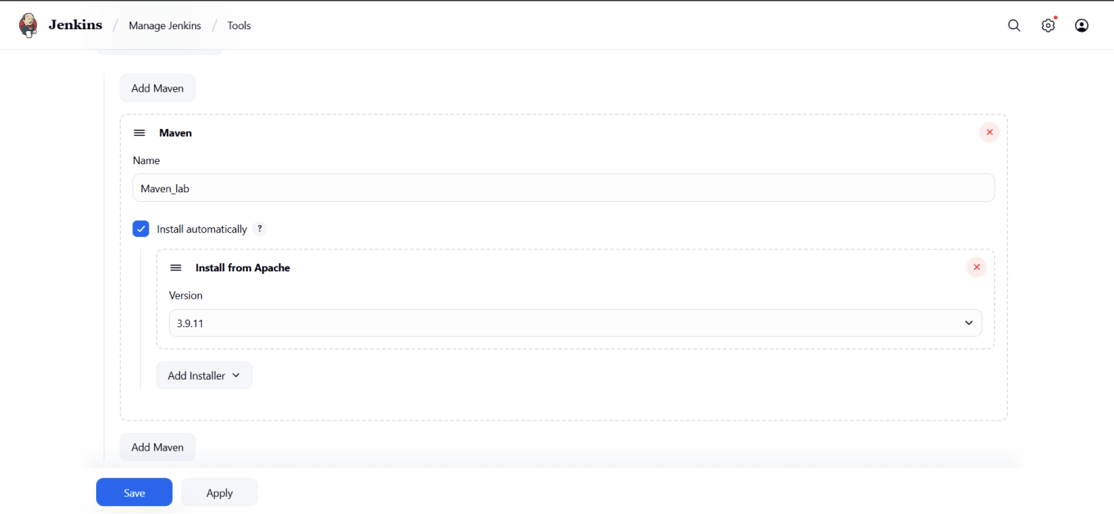 Jenkins / Manage Jenkins / Tools
Add Maven
Maven
Name
Maven_lab
Install automatically ?
Install from Apache
Version
3.9.11
Add Installer
Add Maven
Save Apply